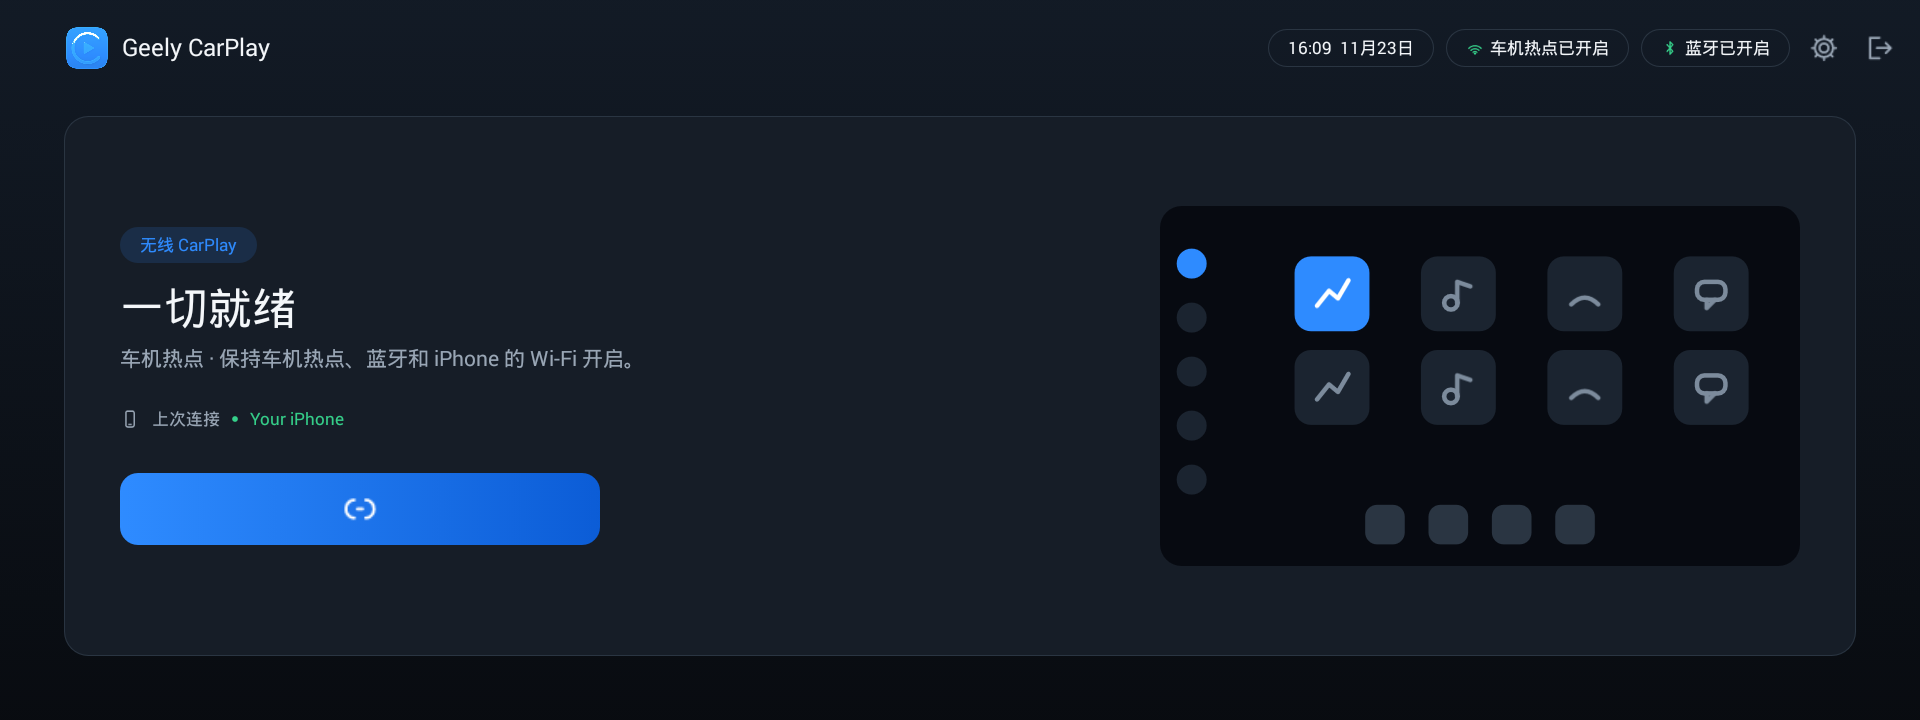 Geely CarPlay
16:09 11月23日
车机热点已开启
蓝牙已开启
无线 CarPlay
一切就绪
车机热点 · 保持车机热点、蓝牙和 iPhone 的 Wi-Fi 开启。
上次连接 • Your iPhone